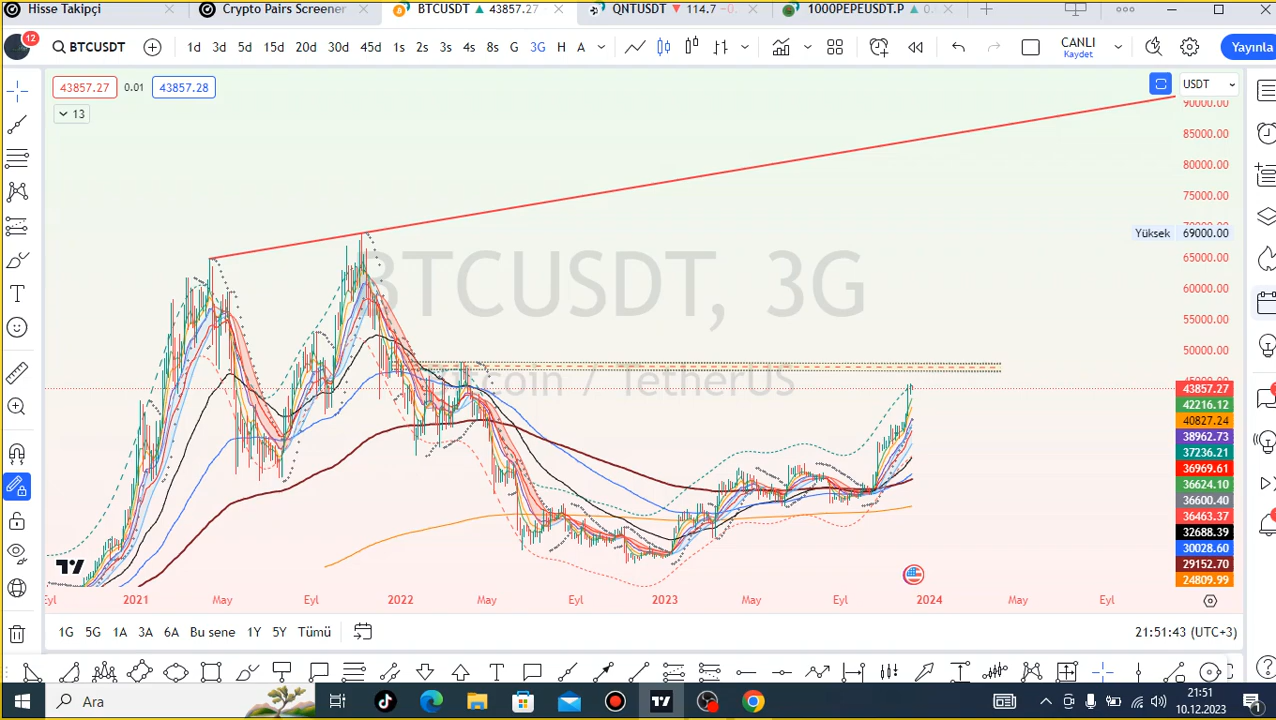 Hisse Takipçi
Crypto Pairs Screener
BTCUSDT 43857.27
QNTUSDT 114.7
1000PEPEUSDT.P
12
BTCUSDT
1d 3d 5d 15d 20d 30d 45d 1s 2s 3s 4s 8s G 3G H A
CANLI
Kaydet
Yayınla
43857.27 0.01 43857.28
USDT
13
90000.00
85000.00
80000.00
75000.00
Yüksek 69000.00
65000.00
60000.00
55000.00
50000.00
45000.00
BTCUSDT, 3G
Bitcoin / TetherUS
43857.27
42216.12
40827.24
38962.73
37236.21
36969.61
36624.10
36600.40
36463.37
32688.39
30028.60
29152.70
24809.99
Eyl 2021 May Eyl 2022 May Eyl 2023 May Eyl 2024 May Eyl
1G 5G 1A 3A 6A Bu sene 1Y 5Y Tümü
21:51:43 (UTC+3)
Ara
21:51
10.12.2023
1